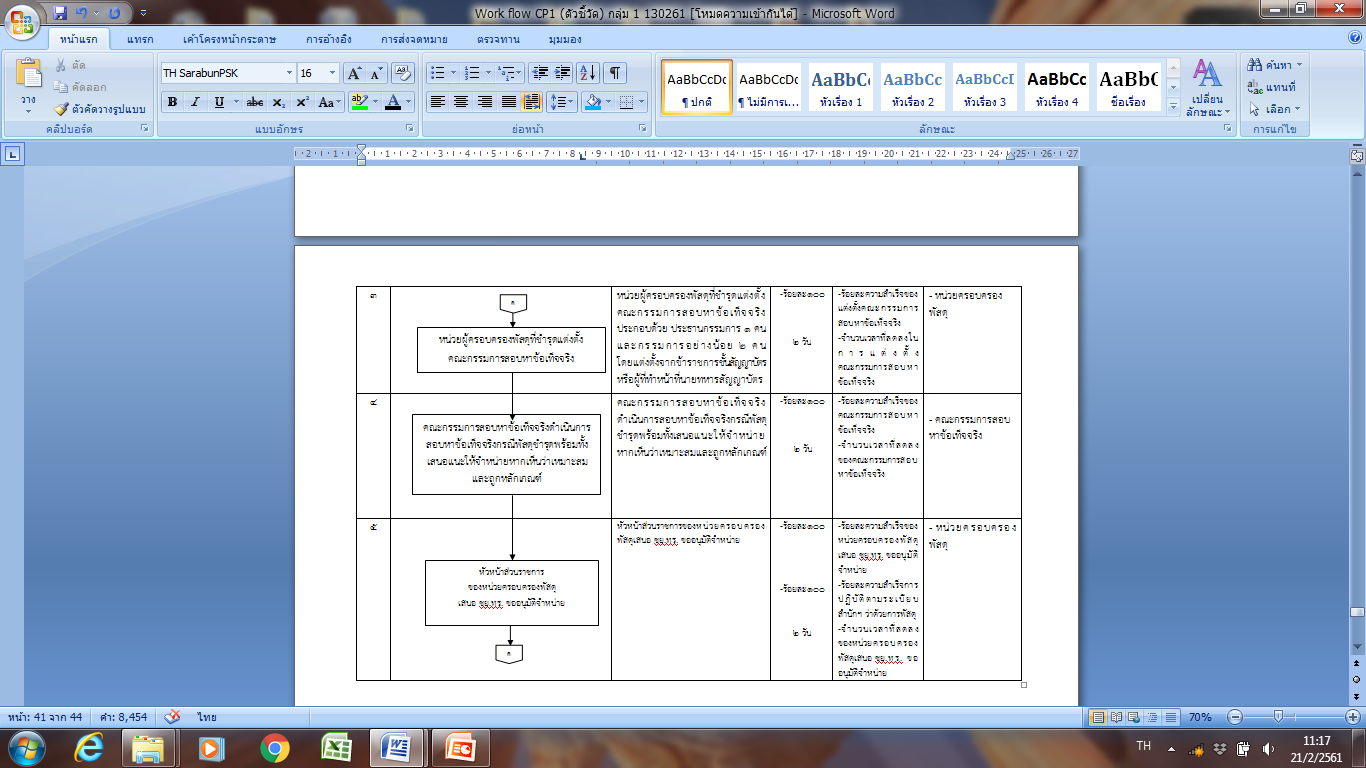 Work flow CP1 (ตัวชี้วัด) กลุ่ม 1 130261 [โหมดความเข้ากันได้] - Microsoft Word
หน้าแรก แทรก เค้าโครงหน้ากระดาษ การอ้างอิง การส่งจดหมาย ตรวจทาน มุมมอง
วาง
ตัด
คัดลอก
ตัวคัดวางรูปแบบ
คลิปบอร์ด
TH SarabunPSK 16
แบบอักษร
ย่อหน้า
AaBbCcDc AaBbCcDc AaBbC AaBbCc AaBbCcI AaBbCc AaBbC
¶ ปกติ ¶ ไม่มีการเ... หัวเรื่อง 1 หัวเรื่อง 2 หัวเรื่อง 3 หัวเรื่อง 4 ชื่อเรื่อง
เปลี่ยน
ลักษณะ
ลักษณะ
ค้นหา
แทนที่
เลือก
การแก้ไข
2 1 1 2 3 4 5 6 7 8 9 10 11 12 13 14 15 16 17 18 19 20 21 22 23 24 25 26 27
๓
ก
หน่วยผู้ครอบครองพัสดุที่ชำรุดแต่งตั้ง
คณะกรรมการสอบหาข้อเท็จจริง
หน่วยผู้ครอบครองพัสดุที่ชำรุดแต่งตั้ง
คณะกรรมการสอบหาข้อเท็จจริง
ประกอบด้วย ประธานกรรมการ ๑ คน
และกรรมการอย่างน้อย ๒ คน
โดยแต่งตั้งจากข้าราชการชั้นสัญญาบัตร
หรือผู้ที่ทำหน้าที่นายทหารสัญญาบัตร
-ร้อยละ๑๐๐
๒ วัน
-ร้อยละความสำเร็จของ
แต่งตั้งคณะกรรมการ
สอบหาข้อเท็จจริง
-จำนวนเวลาที่ลดลงใน
การแต่งตั้ง
คณะกรรมการสอบหา
ข้อเท็จจริง
- หน่วยครอบครอง
พัสดุ
๔
คณะกรรมการสอบหาข้อเท็จจริงดำเนินการ
สอบหาข้อเท็จจริงกรณีพัสดุชำรุดพร้อมทั้ง
เสนอแนะให้จำหน่ายหากเห็นว่าเหมาะสม
และถูกหลักเกณฑ์
คณะกรรมการสอบหาข้อเท็จจริง
ดำเนินการสอบหาข้อเท็จจริงกรณีพัสดุ
ชำรุดพร้อมทั้งเสนอแนะให้จำหน่าย
หากเห็นว่าเหมาะสมและถูกหลักเกณฑ์
-ร้อยละ๑๐๐
๒ วัน
-ร้อยละความสำเร็จของ
คณะกรรมการสอบหา
ข้อเท็จจริง
-จำนวนเวลาที่ลดลง
ของคณะกรรมการสอบ
หาข้อเท็จจริง
- คณะกรรมการสอบ
หาข้อเท็จจริง
๕
หัวหน้าส่วนราชการ
ของหน่วยครอบครองพัสดุ
เสนอ ขย.ทร. ขออนุมัติจำหน่าย
หัวหน้าส่วนราชการของหน่วยครอบครอง
พัสดุเสนอ ขย.ทร. ขออนุมัติจำหน่าย
-ร้อยละ๑๐๐
-ร้อยละ๑๐๐
๒ วัน
-ร้อยละความสำเร็จของ
หน่วยครอบครองพัสดุ
เสนอ ขย.ทร. ขออนุมัติ
จำหน่าย
-ร้อยละความสำเร็จการ
ปฏิบัติตามระเบียบ
สำนักฯ ว่าด้วยการพัสดุ
-จำนวนเวลาที่ลดลง
ของหน่วยครอบครอง
พัสดุเสนอ ขย.ทร. ขอ
อนุมัติจำหน่าย
- หน่วยครอบครอง
พัสดุ
หน้า: 41 จาก 44 คำ: 8,454 ไทย 70%
TH 11:17
21/2/2561